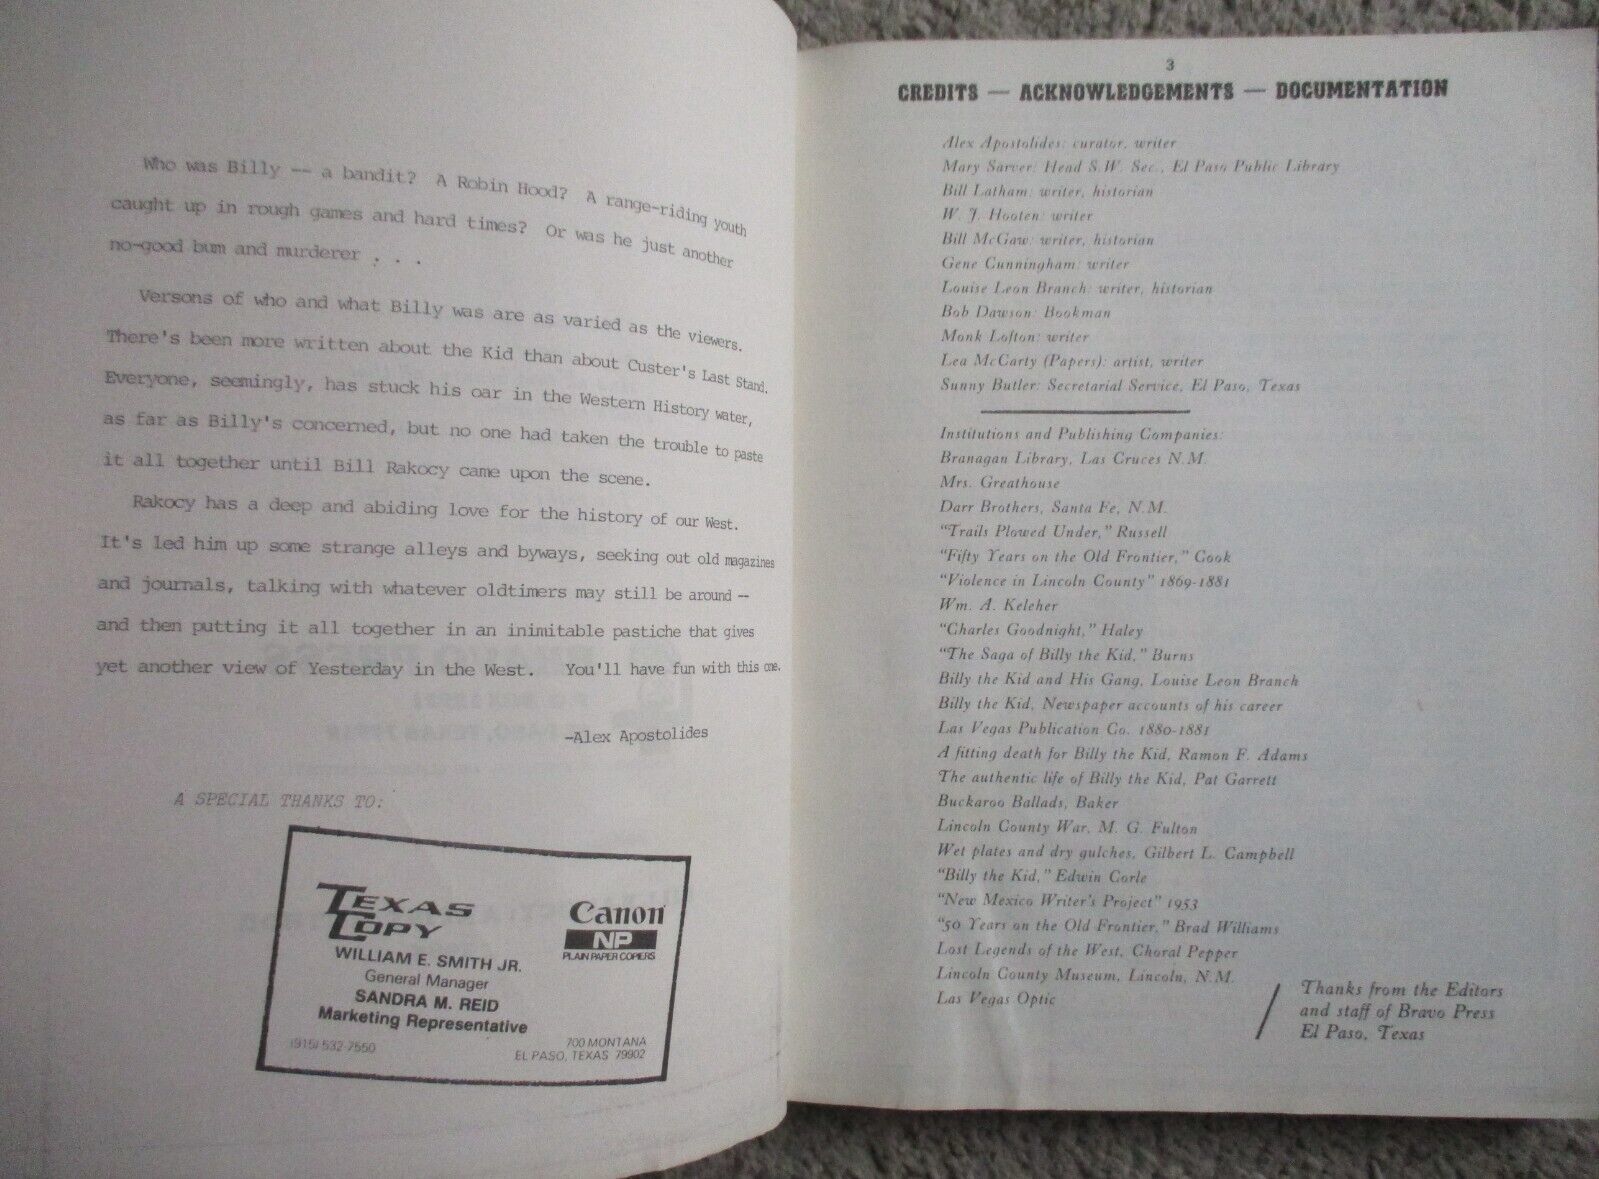 Who was Billy -- a bandit?  A Robin Hood?  A range-riding youth
caught up in rough games and hard times?  Or was he just another
no-good bum and murderer . . .
Versons of who and what Billy was are as varied as the viewers.
There's been more written about the Kid than about Custer's Last Stand.
Everyone, seemingly, has stuck his oar in the Western History water,
as far as Billy's concerned, but no one had taken the trouble to paste
it all together until Bill Rakocy came upon the scene.
Rakocy has a deep and abiding love for the history of our West.
It's led him up some strange alleys and byways, seeking out old magazines
and journals, talking with whatever oldtimers may still be around --
and then putting it all together in an inimitable pastiche that gives
yet another view of Yesterday in the West.   You'll have fun with this one.
-Alex Apostolides
A SPECIAL THANKS TO:
TEXAS
COPY
WILLIAM E. SMITH JR.
General Manager
SANDRA M. REID
Marketing Representative
(915) 532-7550
Canon
NP
PLAIN PAPER COPIERS
700 MONTANA
EL PASO, TEXAS 79902
3
CREDITS — ACKNOWLEDGEMENTS — DOCUMENTATION
Alex Apostolides: curator, writer
Mary Sarver: Head S.W. Sec., El Paso Public Library
Bill Latham: writer, historian
W. J. Hooten: writer
Bill McGaw: writer, historian
Gene Cunningham: writer
Louise Leon Branch: writer, historian
Bob Dawson: Bookman
Monk Lofton: writer
Lea McCarty (Papers): artist, writer
Sunny Butler: Secretarial Service, El Paso, Texas
Institutions and Publishing Companies:
Branagan Library, Las Cruces N.M.
Mrs. Greathouse
Darr Brothers, Santa Fe, N.M.
"Trails Plowed Under," Russell
"Fifty Years on the Old Frontier," Cook
"Violence in Lincoln County" 1869-1881
Wm. A. Keleher
"Charles Goodnight," Haley
"The Saga of Billy the Kid," Burns
Billy the Kid and His Gang, Louise Leon Branch
Billy the Kid, Newspaper accounts of his career
Las Vegas Publication Co. 1880-1881
A fitting death for Billy the Kid, Ramon F. Adams
The authentic life of Billy the Kid, Pat Garrett
Buckaroo Ballads, Baker
Lincoln County War, M. G. Fulton
Wet plates and dry gulches, Gilbert L. Campbell
"Billy the Kid," Edwin Corle
"New Mexico Writer's Project" 1953
"50 Years on the Old Frontier," Brad Williams
Lost Legends of the West, Choral Pepper
Lincoln County Museum, Lincoln, N.M.
Las Vegas Optic
Thanks from the Editors
and staff of Bravo Press
El Paso, Texas